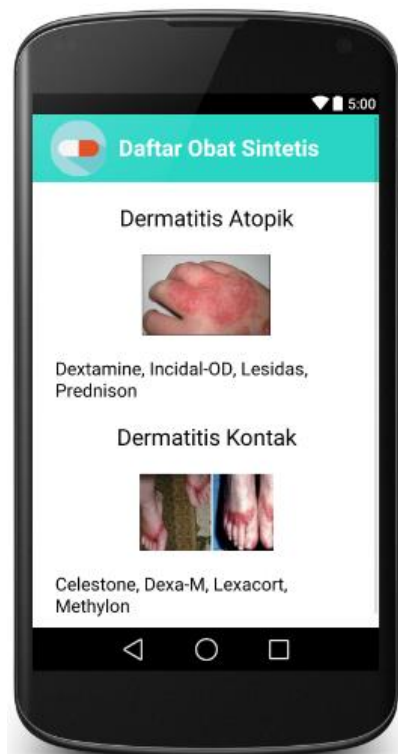 5:00
Daftar Obat Sintetis
Dermatitis Atopik
Dextamine, Incidal-OD, Lesidas,
Prednison
Dermatitis Kontak
Celestone, Dexa-M, Lexacort,
Methylon